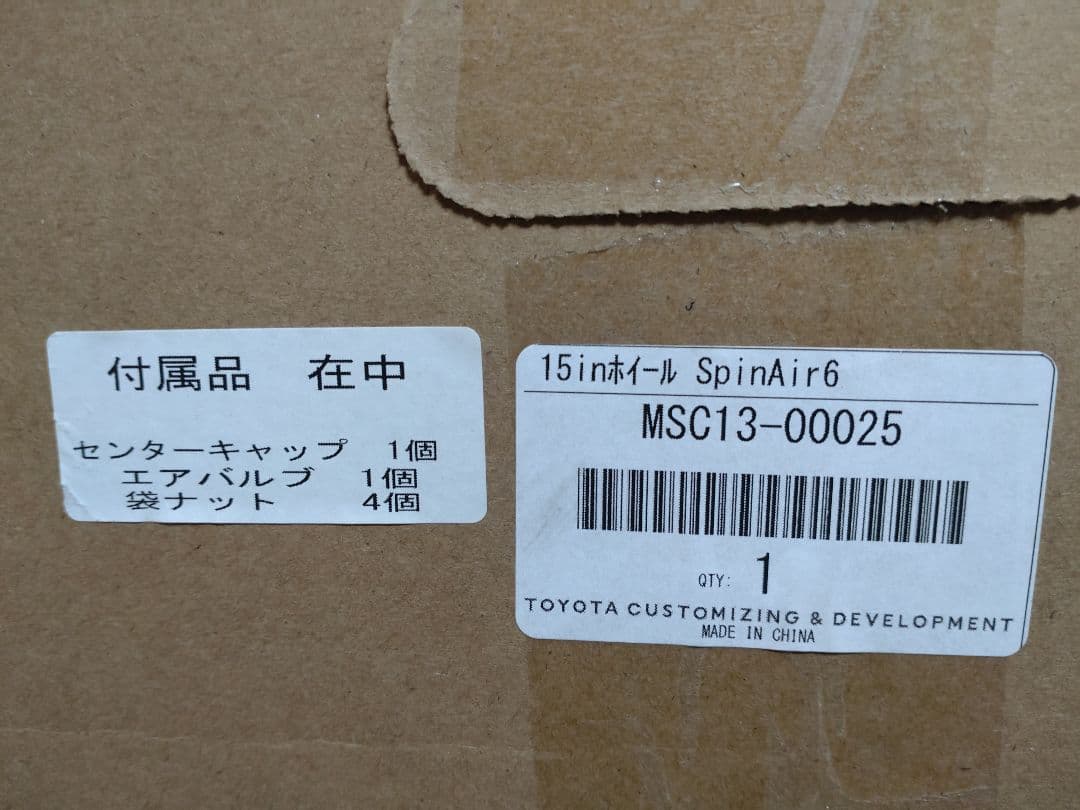 付属品　在中
センターキャップ　1個
エアバルブ　1個
袋ナット　4個
15inﾎｲｰﾙ SpinAir6
MSC13-00025
QTY: 1
TOYOTA CUSTOMIZING & DEVELOPMENT
MADE IN CHINA